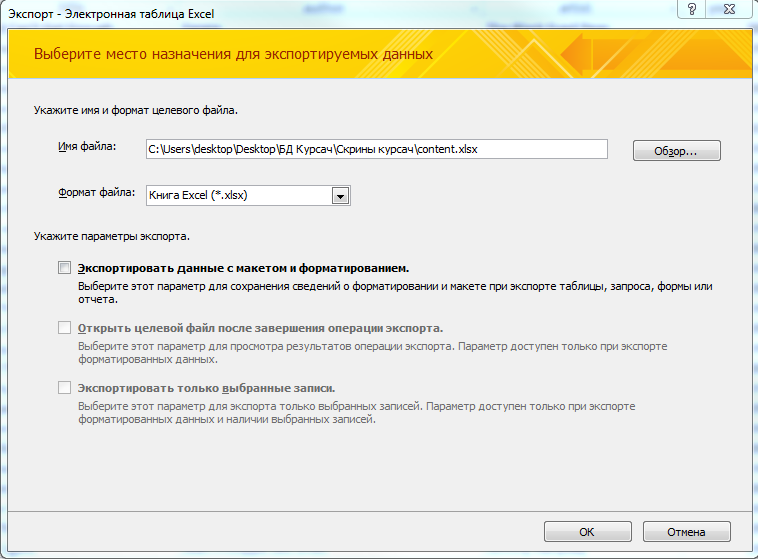 Экспорт - Электронная таблица Excel
Выберите место назначения для экспортируемых данных
Укажите имя и формат целевого файла.
Имя файла:
C:\Users\desktop\Desktop\БД Курсач\Скрины курсач\content.xlsx
Обзор...
Формат файла:
Книга Excel (*.xlsx)
Укажите параметры экспорта.
Экспортировать данные с макетом и форматированием.
Выберите этот параметр для сохранения сведений о форматировании и макете при экспорте таблицы, запроса, формы или
отчета.
Открыть целевой файл после завершения операции экспорта.
Выберите этот параметр для просмотра результатов операции экспорта. Параметр доступен только при экспорте
форматированных данных.
Экспортировать только выбранные записи.
Выберите этот параметр для экспорта только выбранных записей. Параметр доступен только при экспорте
форматированных данных и наличии выбранных записей.
ОК
Отмена